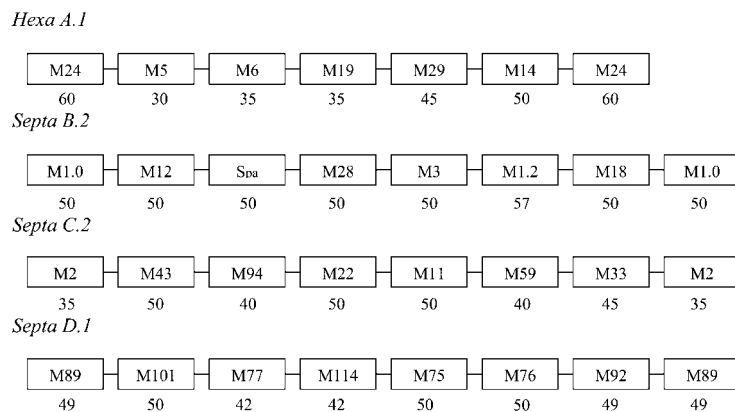 Hexa A.1
M24 M5 M6 M19 M29 M14 M24
60 30 35 35 45 50 60
Septa B.2
M1.0 M12 Spa M28 M3 M1.2 M18 M1.0
50 50 50 50 50 57 50 50
Septa C.2
M2 M43 M94 M22 M11 M59 M33 M2
35 50 40 50 50 40 45 35
Septa D.1
M89 M101 M77 M114 M75 M76 M92 M89
49 50 42 42 50 50 49 49